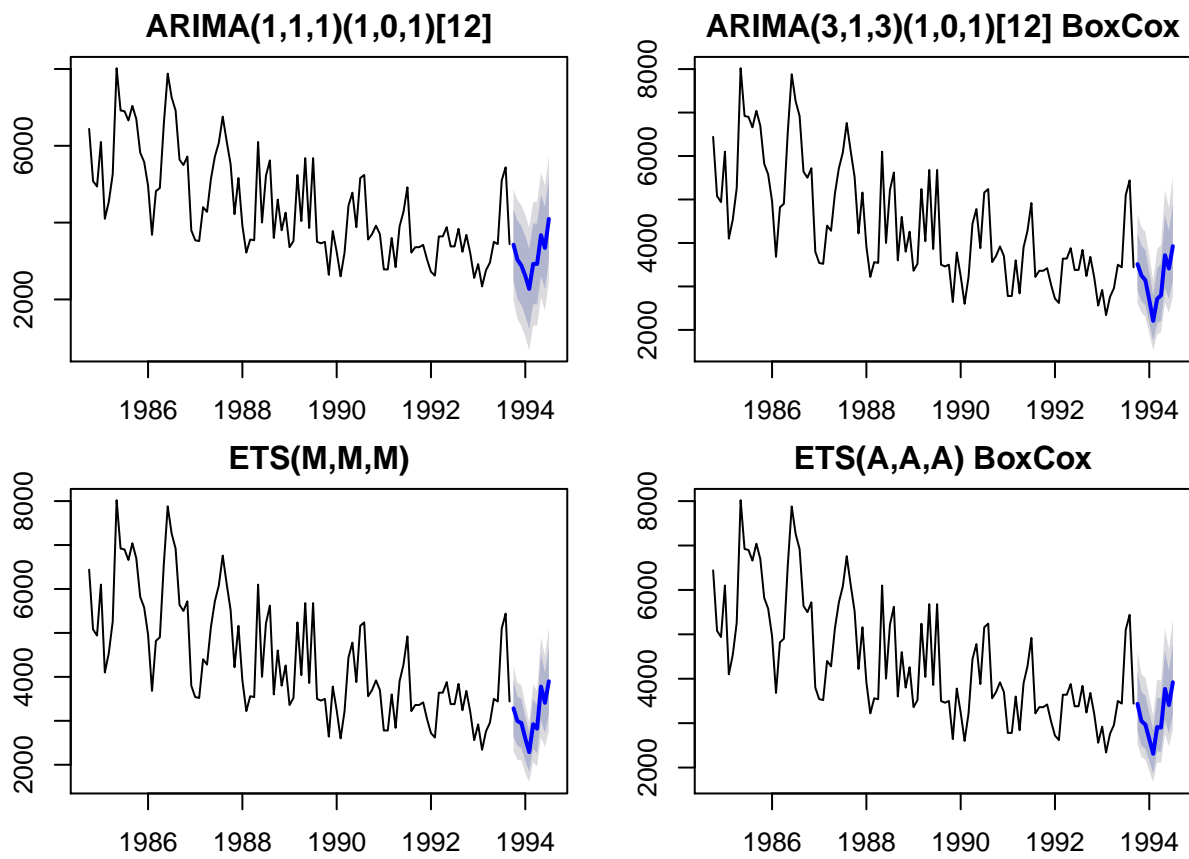 ARIMA(1,1,1)(1,0,1)[12]
2000 6000
1986 1988 1990 1992 1994
ARIMA(3,1,3)(1,0,1)[12] BoxCox
2000 4000 6000 8000
1986 1988 1990 1992 1994
ETS(M,M,M)
2000 4000 6000 8000
1986 1988 1990 1992 1994
ETS(A,A,A) BoxCox
2000 4000 6000 8000
1986 1988 1990 1992 1994